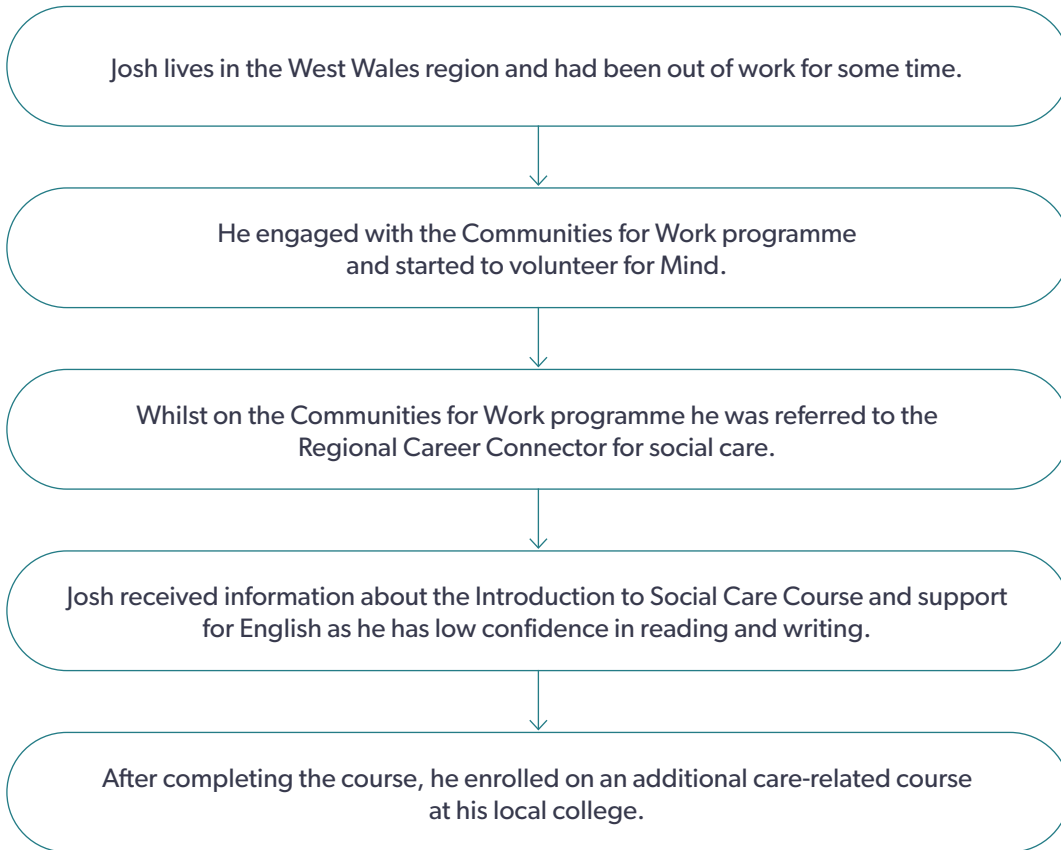 Josh lives in the West Wales region and had been out of work for some time.
He engaged with the Communities for Work programme
and started to volunteer for Mind.
Whilst on the Communities for Work programme he was referred to the
Regional Career Connector for social care.
Josh received information about the Introduction to Social Care Course and support
for English as he has low confidence in reading and writing.
After completing the course, he enrolled on an additional care-related course
at his local college.